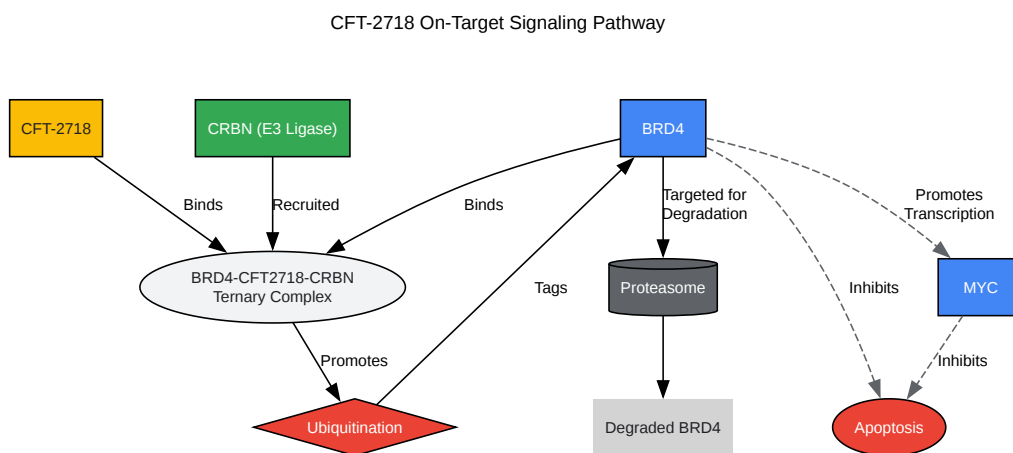 CFT-2718 On-Target Signaling Pathway
CFT-2718
CRBN (E3 Ligase)
BRD4
Binds
Recruited
Binds
Targeted for
Degradation
Promotes
Transcription
BRD4-CFT2718-CRBN
Ternary Complex
Tags
Proteasome
Inhibits
MYC
Promotes
Inhibits
Ubiquitination
Degraded BRD4
Apoptosis